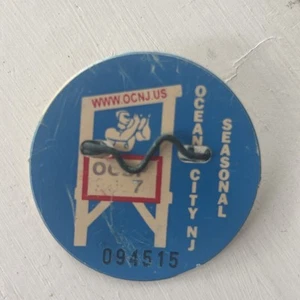 WWW.OCNJ.US
OCEAN CITY NJ
SEASONAL
7
094515